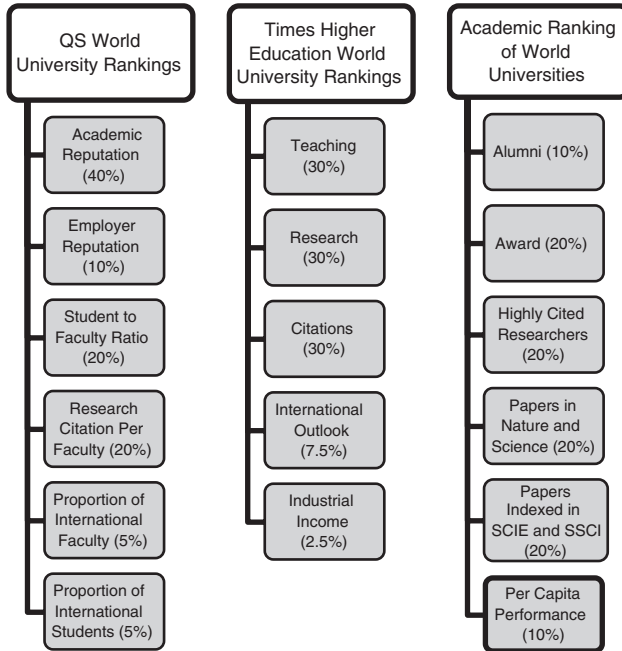 QS World
University Rankings
Academic
Reputation
(40%)
Employer
Reputation
(10%)
Student to
Faculty Ratio
(20%)
Research
Citation Per
Faculty (20%)
Proportion of
International
Faculty (5%)
Proportion of
International
Students (5%)
Times Higher
Education World
University Rankings
Teaching
(30%)
Research
(30%)
Citations
(30%)
International
Outlook
(7.5%)
Industrial
Income
(2.5%)
Academic Ranking
of World
Universities
Alumni (10%)
Award (20%)
Highly Cited
Researchers
(20%)
Papers in
Nature and
Science (20%)
Papers
Indexed in
SCIE and SSCI
(20%)
Per Capita
Performance
(10%)